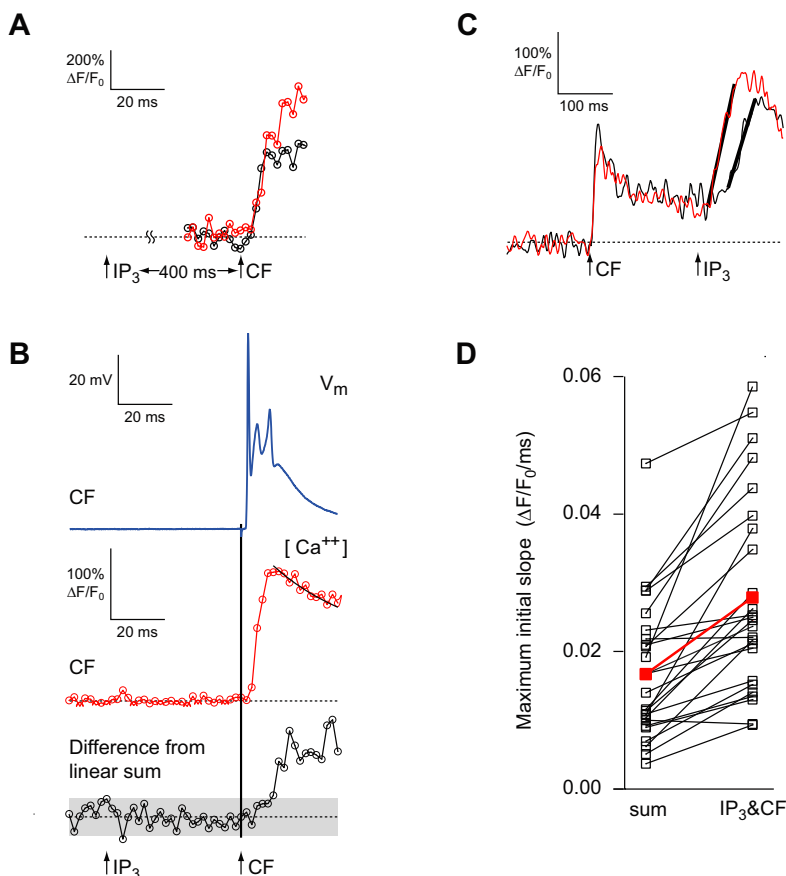 A
200%
ΔF/F₀
20 ms
IP₃
400 ms
CF
C
100%
ΔF/F₀
100 ms
CF
IP₃
B
20 mV
20 ms
Vm
CF
[ Ca⁺⁺]
100%
ΔF/F₀
20 ms
CF
Difference from
linear sum
IP₃
CF
D
Maximum initial slope (ΔF/F₀/ms)
0.06
0.04
0.02
0.00
sum
IP₃&CF